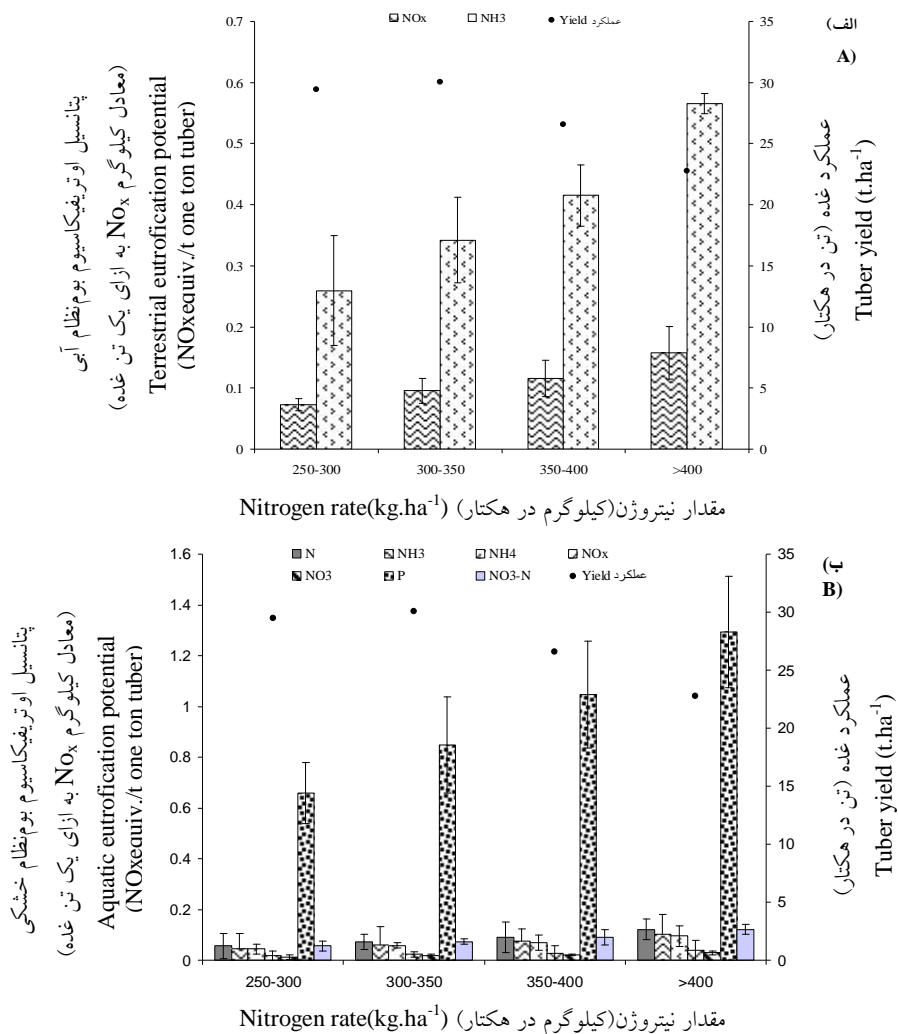 NOx NH3 Yield عملکرد
الف)
A)
0.7
0.6
0.5
0.4
0.3
0.2
0.1
0
35
30
25
20
15
10
5
0
پتانسیل اوتریفیکاسیوم بوم‌نظام آبی
(معادل کیلوگرم Nox به ازای یک تن غده)
Terrestrial eutrofication potential
(NOxequiv./t one ton tuber)
عملکرد غده (تن در هکتار)
Tuber yield (t.ha-1)
250-300 300-350 350-400 >400
Nitrogen rate(kg.ha-1) مقدار نیتروژن(کیلوگرم در هکتار)
N NH3 NH4 NOx
NO3 P NO3-N Yield عملکرد
ب)
B)
1.6
1.4
1.2
1
0.8
0.6
0.4
0.2
0
35
30
25
20
15
10
5
0
پتانسیل اوتریفیکاسیوم بوم‌نظام خشکی
(معادل کیلوگرم Nox به ازای یک تن غده)
Aquatic eutrofication potential
(NOxequiv./t one ton tuber)
عملکرد غده (تن در هکتار)
Tuber yield (t.ha-1)
250-300 300-350 350-400 >400
Nitrogen rate(kg.ha-1) مقدار نیتروژن(کیلوگرم در هکتار)